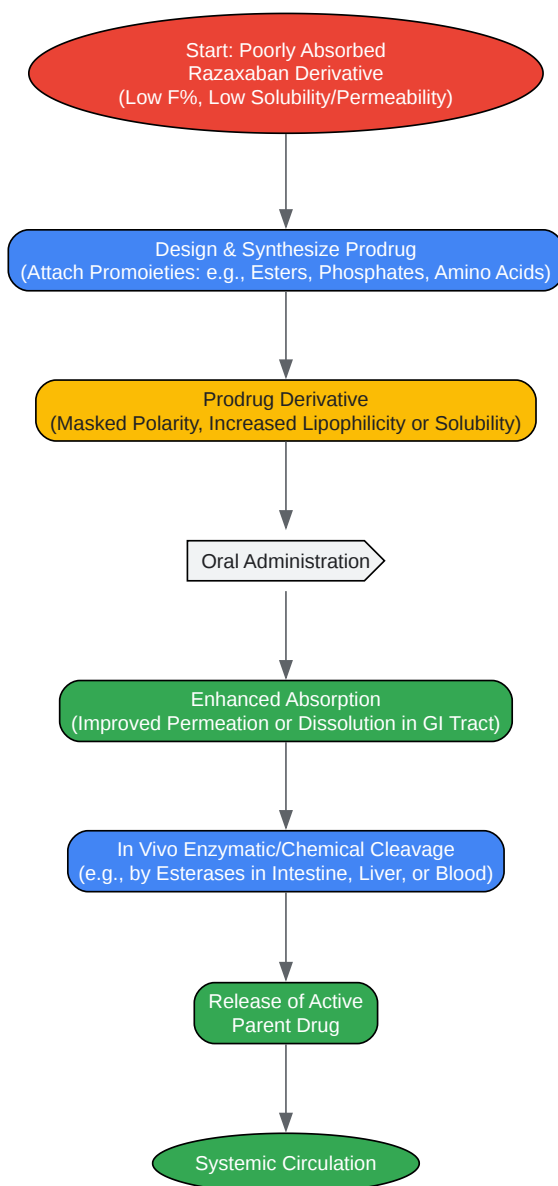 Start: Poorly Absorbed
Razaxaban Derivative
(Low F%, Low Solubility/Permeability)
Design & Synthesize Prodrug
(Attach Promoieties: e.g., Esters, Phosphates, Amino Acids)
Prodrug Derivative
(Masked Polarity, Increased Lipophilicity or Solubility)
Oral Administration
Enhanced Absorption
(Improved Permeation or Dissolution in GI Tract)
In Vivo Enzymatic/Chemical Cleavage
(e.g., by Esterases in Intestine, Liver, or Blood)
Release of Active
Parent Drug
Systemic Circulation